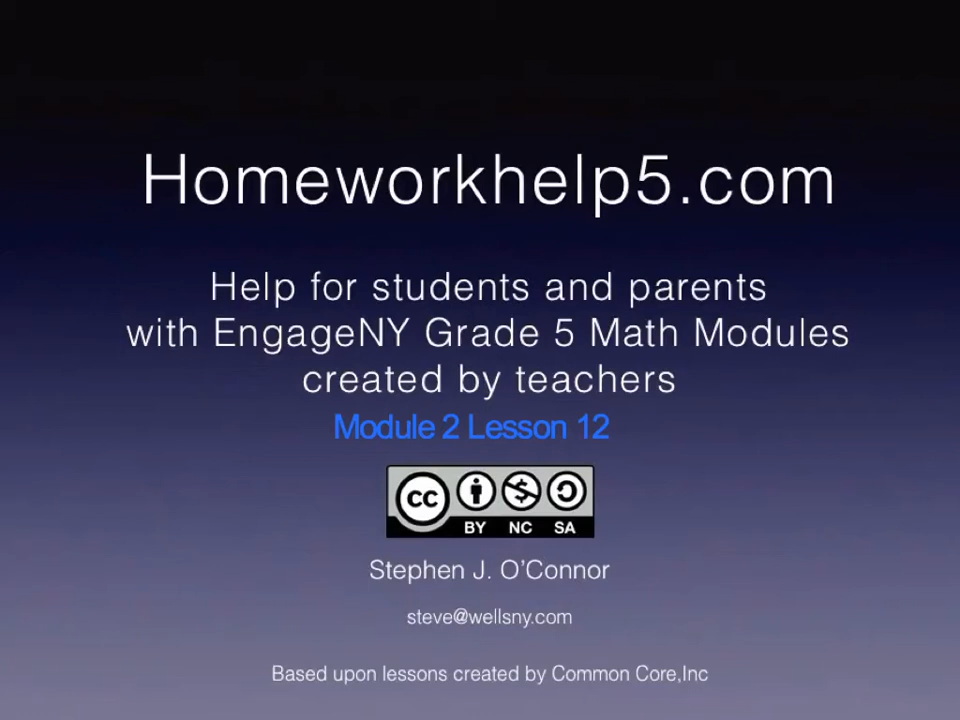 Homeworkhelp5.com
Help for students and parents
with EngageNY Grade 5 Math Modules
created by teachers
Module 2 Lesson 12
CC
BY NC SA
Stephen J. O’Connor
steve@wellsny.com
Based upon lessons created by Common Core,Inc